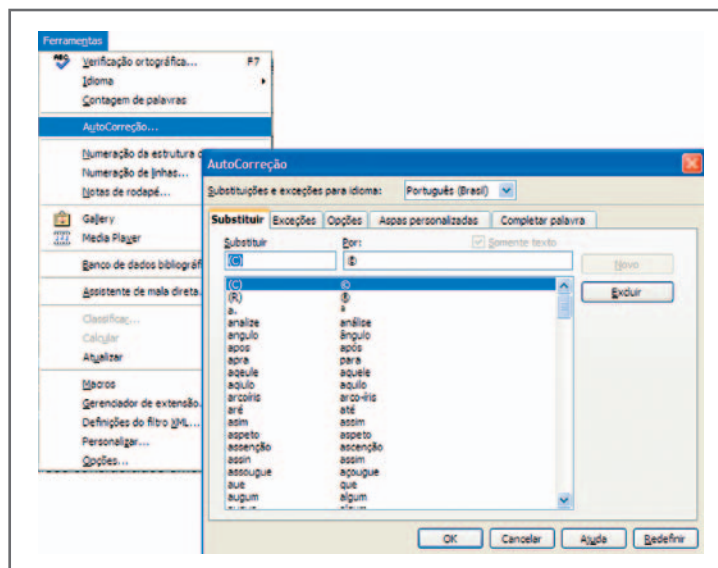 Ferramentas
Verificação ortográfica... F7
Idioma
Contagem de palavras
AutoCorreção...
Numeração da estrutura d
Numeração de linhas...
Notas de rodapé...
Gallery
Media Player
Banco de dados bibliográf
Assistente de mala direta.
Classificar...
Calcular
Atualizar
Macros
Gerenciador de extensão.
Definições do filtro XML...
Personalizar...
Opções...
AutoCorreção
Substituições e exceções para idioma: Português (Brasil)
Substituir Exceções Opções Aspas personalizadas Completar palavra
Substituir Por: Somente texto
(C) © Novo
Excluir
(C) ©
(R) ®
a. ª
analize análise
angulo ângulo
apos após
apra para
aqeule aquele
aqiulo aquilo
arcoíris arco-íris
aré até
asim assim
aspeto aspeto
assenção ascenção
assin assim
assougue açougue
aue que
augum algum
OK Cancelar Ajuda Redefinir